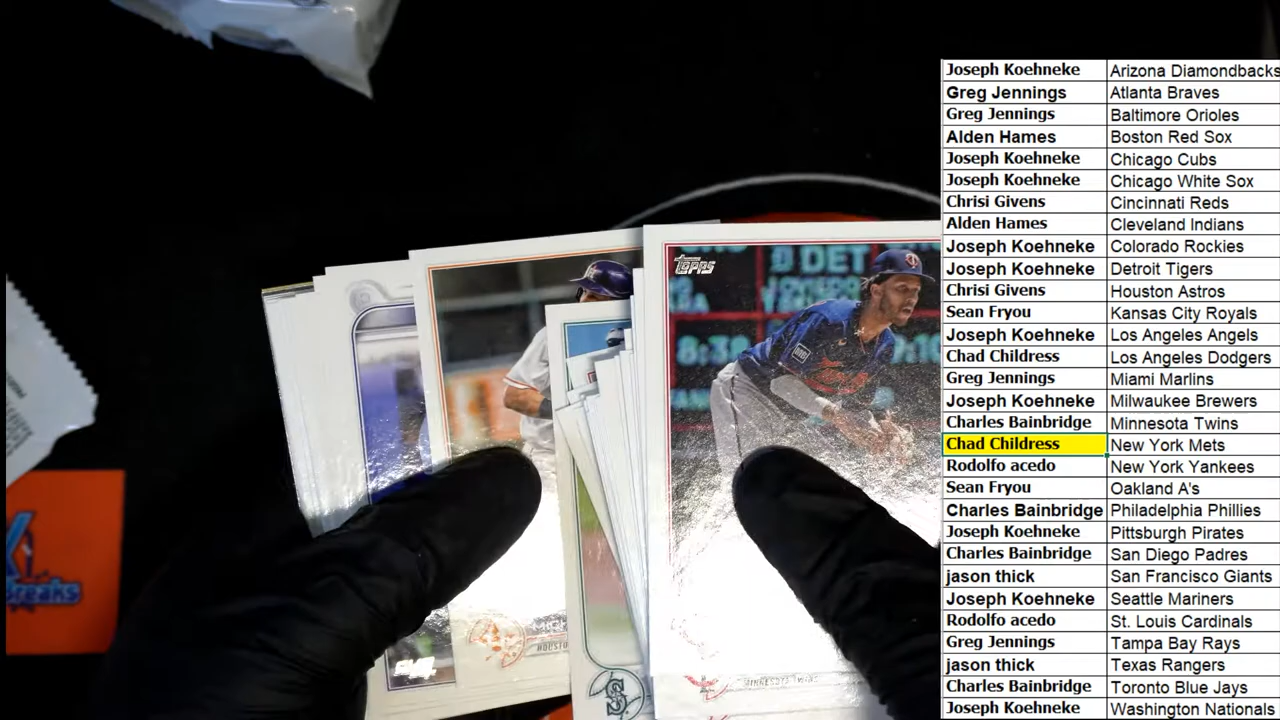 Joseph Koehneke Arizona Diamondbacks
Greg Jennings Atlanta Braves
Greg Jennings Baltimore Orioles
Alden Hames Boston Red Sox
Joseph Koehneke Chicago Cubs
Joseph Koehneke Chicago White Sox
Chrisi Givens Cincinnati Reds
Alden Hames Cleveland Indians
Joseph Koehneke Colorado Rockies
Joseph Koehneke Detroit Tigers
Chrisi Givens Houston Astros
Sean Fryou Kansas City Royals
Joseph Koehneke Los Angeles Angels
Chad Childress Los Angeles Dodgers
Greg Jennings Miami Marlins
Joseph Koehneke Milwaukee Brewers
Charles Bainbridge Minnesota Twins
Chad Childress New York Mets
Rodolfo acedo New York Yankees
Sean Fryou Oakland A's
Charles Bainbridge Philadelphia Phillies
Joseph Koehneke Pittsburgh Pirates
Charles Bainbridge San Diego Padres
jason thick San Francisco Giants
Joseph Koehneke Seattle Mariners
Rodolfo acedo St. Louis Cardinals
Greg Jennings Tampa Bay Rays
jason thick Texas Rangers
Charles Bainbridge Toronto Blue Jays
Joseph Koehneke Washington Nationals
TOPPS
MINNESOTA TWINS